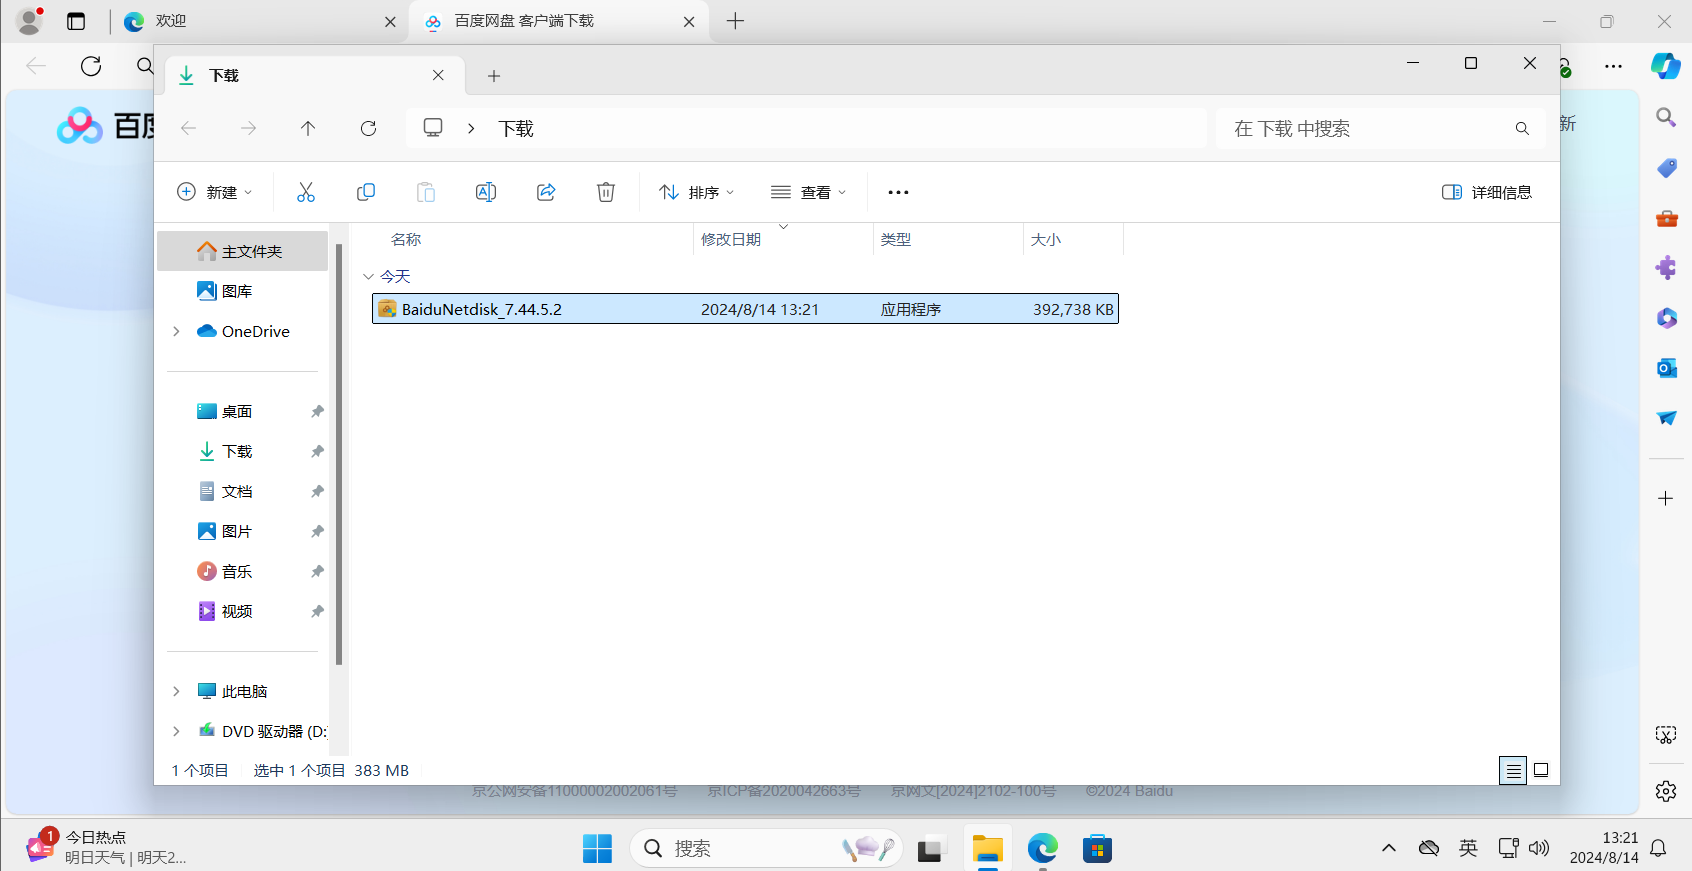 欢迎
百度网盘 客户端下载
下载
下载
在 下载 中搜索
百度
新
新建
排序
查看
详细信息
名称
修改日期
类型
大小
主文件夹
图库
OneDrive
今天
BaiduNetdisk_7.44.5.2
2024/8/14 13:21
应用程序
392,738 KB
桌面
下载
文档
图片
音乐
视频
此电脑
DVD 驱动器 (D:)
1 个项目
选中 1 个项目 383 MB
京公网安备11000002002061号
京ICP备2020042663号
京网文[2024]2102-100号
©2024 Baidu
1
今日热点
明日天气 | 明天2...
搜索
英
13:21
2024/8/14